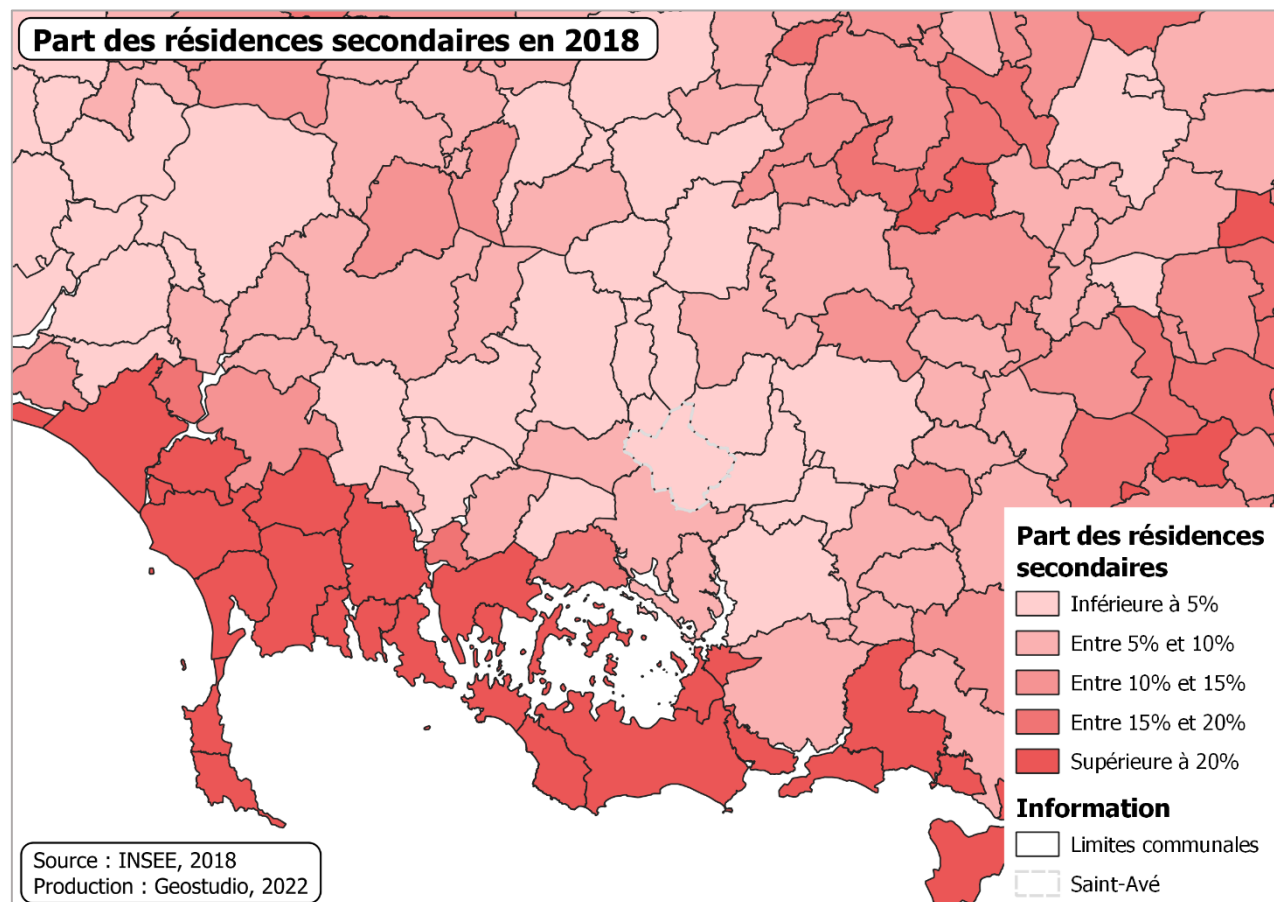 Part des résidences secondaires en 2018
Part des résidences
secondaires
Inférieure à 5%
Entre 5% et 10%
Entre 10% et 15%
Entre 15% et 20%
Supérieure à 20%
Information
Limites communales
Saint-Avé
Source : INSEE, 2018
Production : Geostudio, 2022